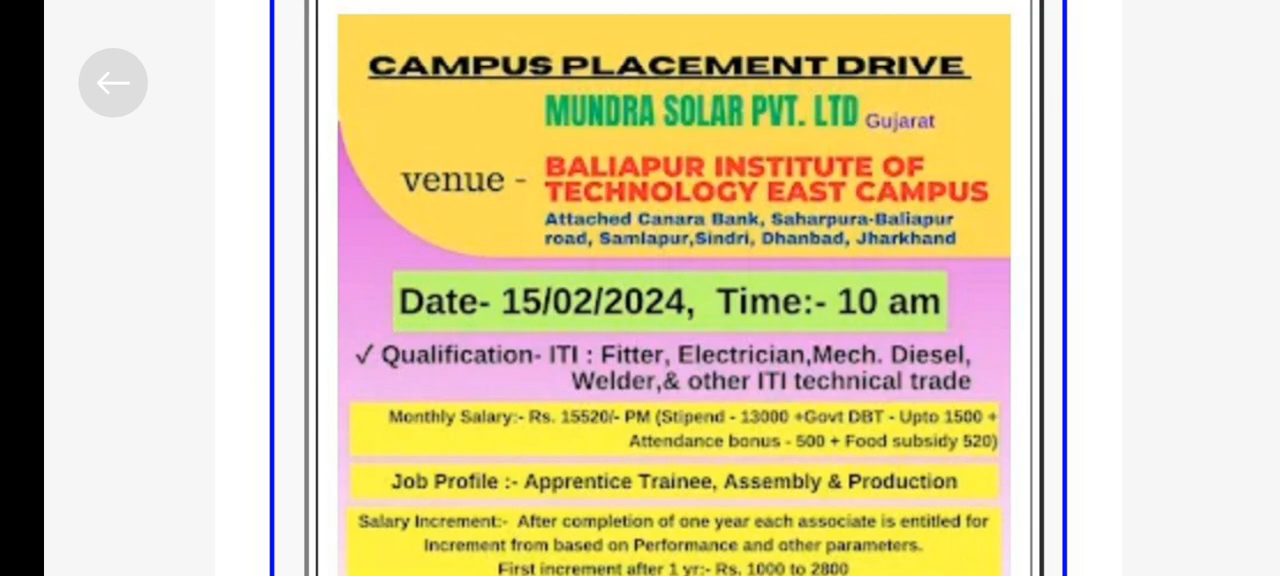 CAMPUS PLACEMENT DRIVE
MUNDRA SOLAR PVT. LTD Gujarat
venue - BALIAPUR INSTITUTE OF
TECHNOLOGY EAST CAMPUS
Attached Canara Bank, Saharpura-Baliapur
road, Samlapur,Sindri, Dhanbad, Jharkhand
Date- 15/02/2024, Time:- 10 am
✓ Qualification- ITI : Fitter, Electrician,Mech. Diesel,
Welder,& other ITI technical trade
Monthly Salary:- Rs. 15520/- PM (Stipend - 13000 +Govt DBT - Upto 1500 +
Attendance bonus - 500 + Food subsidy 520)
Job Profile :- Apprentice Trainee, Assembly & Production
Salary Increment:- After completion of one year each associate is entitled for
Increment from based on Performance and other parameters.
First increment after 1 yr:- Rs. 1000 to 2800